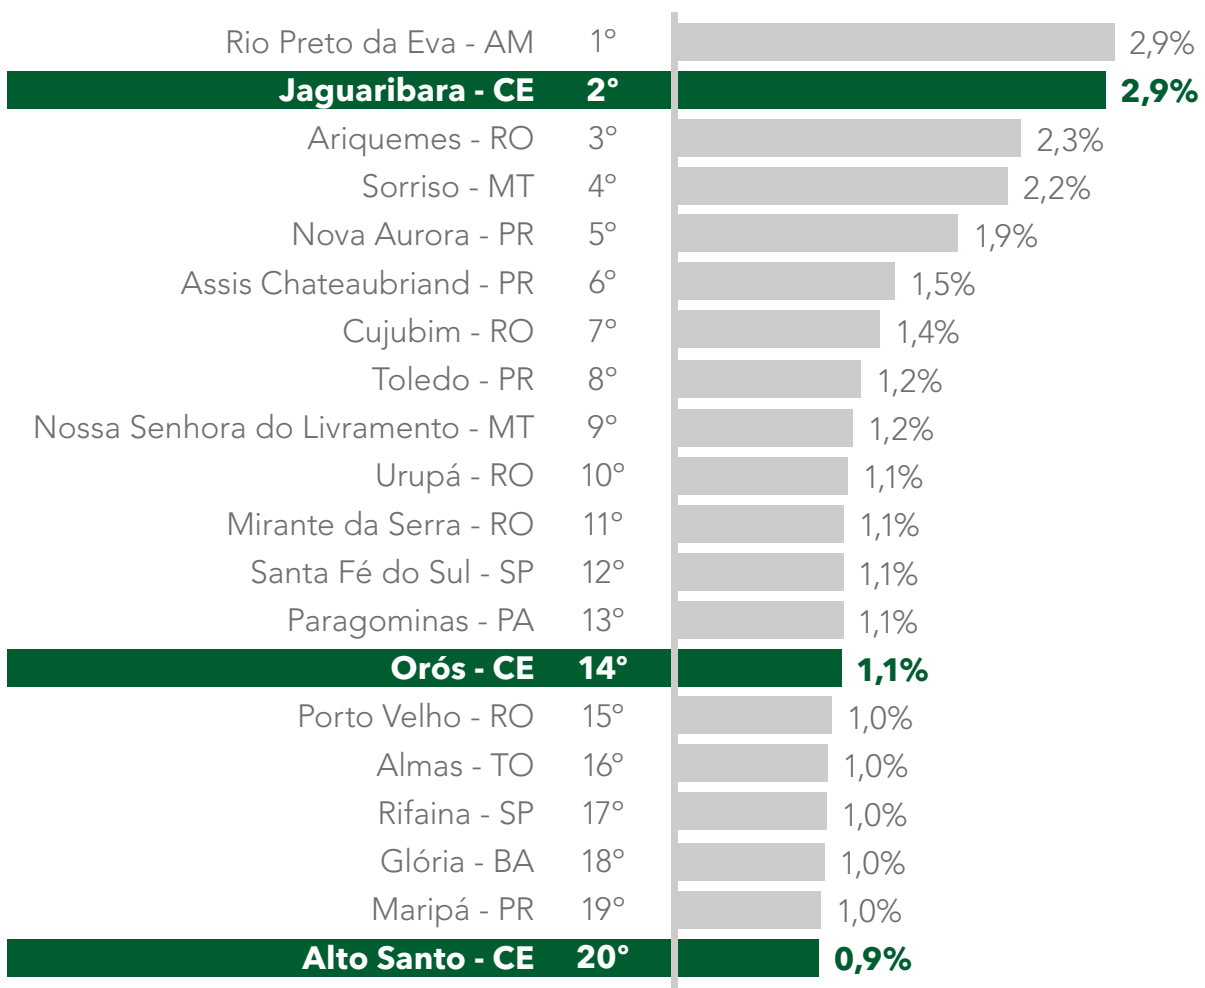 Rio Preto da Eva - AM 1º 2,9%
Jaguaribara - CE 2º 2,9%
Ariquemes - RO 3º 2,3%
Sorriso - MT 4º 2,2%
Nova Aurora - PR 5º 1,9%
Assis Chateaubriand - PR 6º 1,5%
Cujubim - RO 7º 1,4%
Toledo - PR 8º 1,2%
Nossa Senhora do Livramento - MT 9º 1,2%
Urupá - RO 10º 1,1%
Mirante da Serra - RO 11º 1,1%
Santa Fé do Sul - SP 12º 1,1%
Paragominas - PA 13º 1,1%
Orós - CE 14º 1,1%
Porto Velho - RO 15º 1,0%
Almas - TO 16º 1,0%
Rifaina - SP 17º 1,0%
Glória - BA 18º 1,0%
Maripá - PR 19º 1,0%
Alto Santo - CE 20º 0,9%